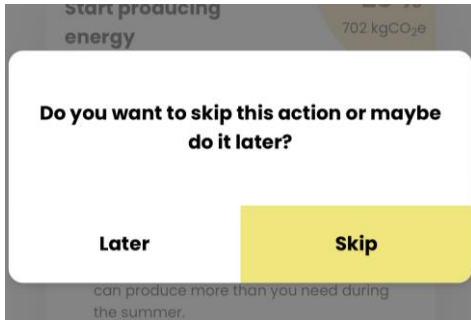 Start producing
energy
702 kgCO₂e
Do you want to skip this action or maybe
do it later?
Later
Skip
can produce more than you need during
the summer.